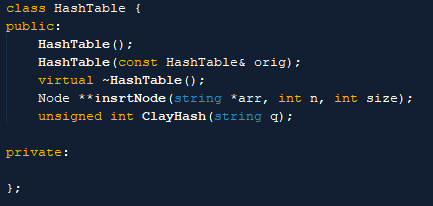 class HashTable {
public:
    HashTable();
    HashTable(const HashTable& orig);
    virtual ~HashTable();
    Node **insrtNode(string *arr, int n, int size);
    unsigned int ClayHash(string q);
private:
};